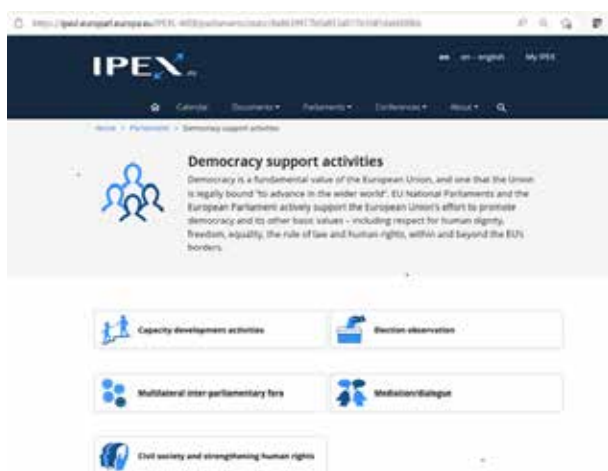 IPEX.eu
en en - english My IPEX
Calendar Documents Parliaments Conferences About
Home > Parliament > Democracy support activities
Democracy support activities
Democracy is a fundamental value of the European Union, and one that the Union
is legally bound "to advance in the wider world". EU National Parliaments and the
European Parliament actively support the European Union's effort to promote
democracy and its other basic values – including respect for human dignity,
freedom, equality, the rule of law and human rights, within and beyond the EU's
borders.
Capacity development activities
Election observation
Multilateral inter-parliamentary fora
Mediation/dialogue
Civil society and strengthening human rights